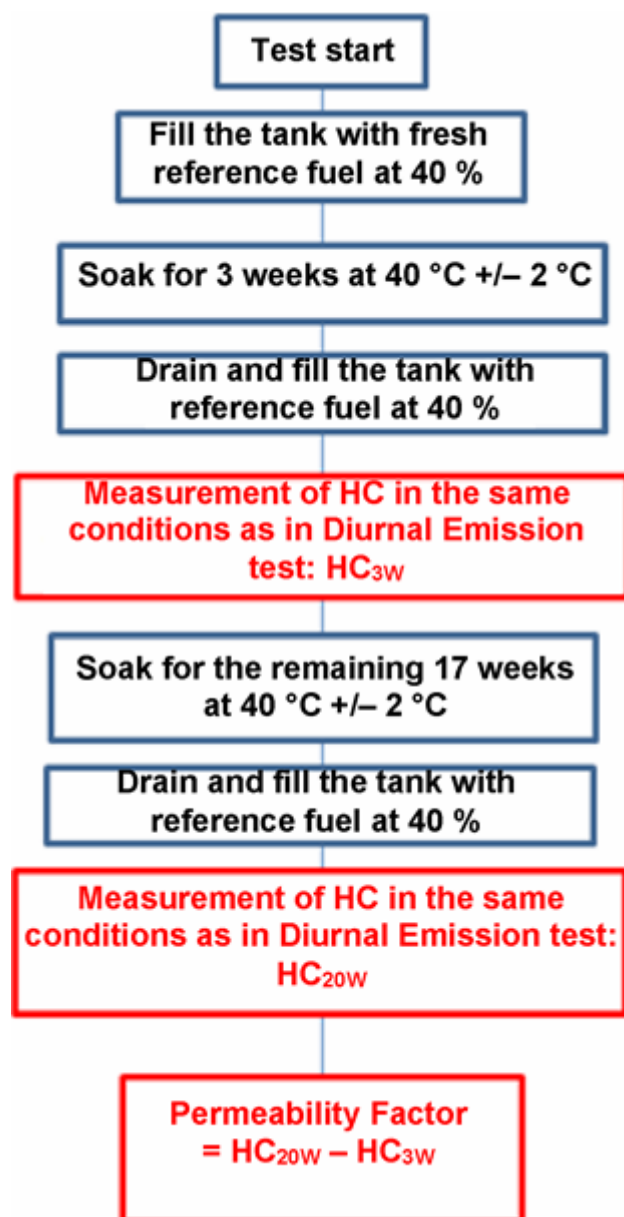 Test start
Fill the tank with fresh
reference fuel at 40 %
Soak for 3 weeks at 40 °C +/– 2 °C
Drain and fill the tank with
reference fuel at 40 %
Measurement of HC in the same
conditions as in Diurnal Emission
test: HC3W
Soak for the remaining 17 weeks
at 40 °C +/– 2 °C
Drain and fill the tank with
reference fuel at 40 %
Measurement of HC in the same
conditions as in Diurnal Emission test:
HC20W
Permeability Factor
= HC20W – HC3W